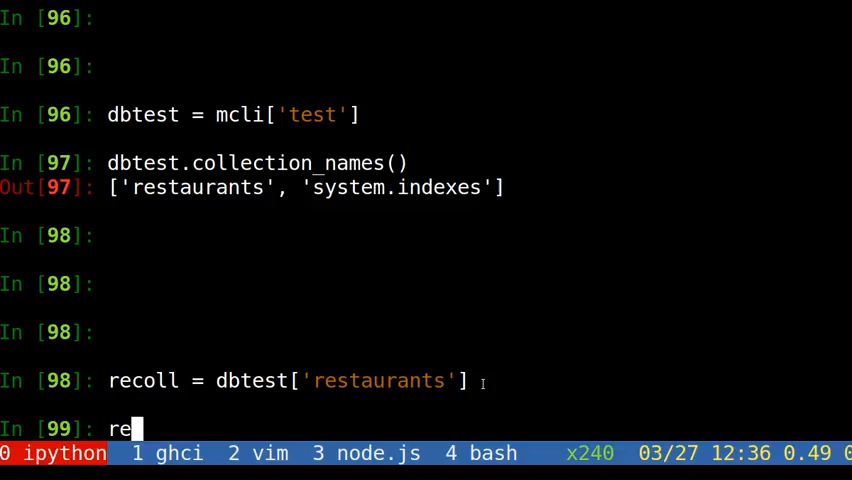 In [96]:
In [96]:
In [96]: dbtest = mcli['test']
In [97]: dbtest.collection_names()
Out[97]: ['restaurants', 'system.indexes']
In [98]:
In [98]:
In [98]:
In [98]: recoll = dbtest['restaurants']
In [99]: re
0 ipython 1 ghci 2 vim 3 node.js 4 bash x240 03/27 12:36 0.49 0